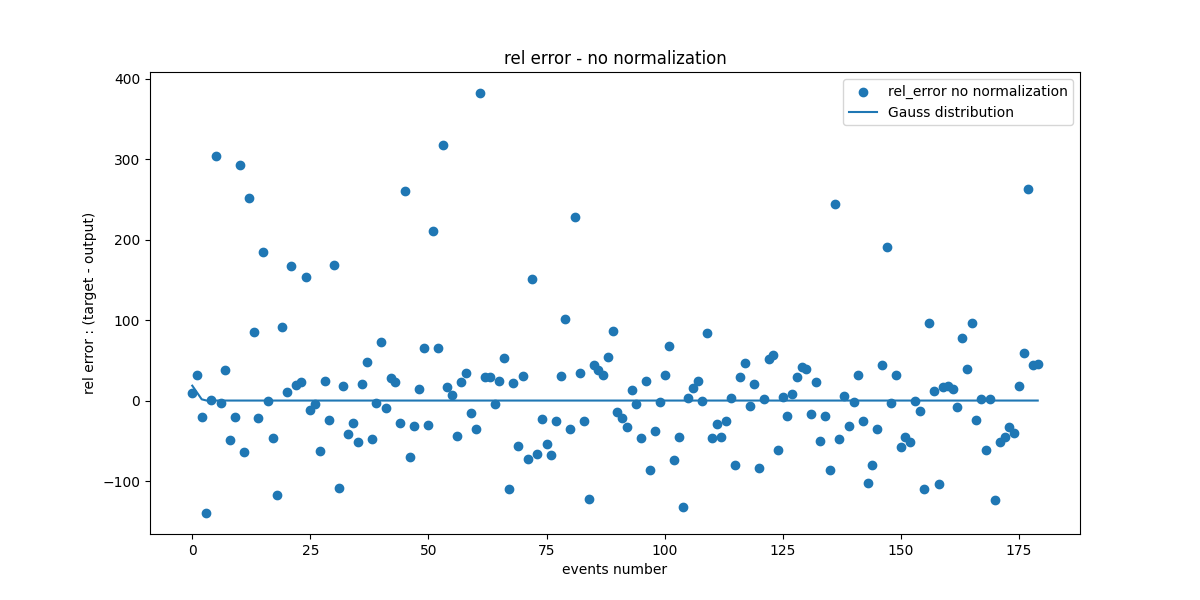 rel error - no normalization
rel_error no normalization
Gauss distribution
rel error : (target - output)
400
300
200
100
0
−100
0 25 50 75 100 125 150 175
events number